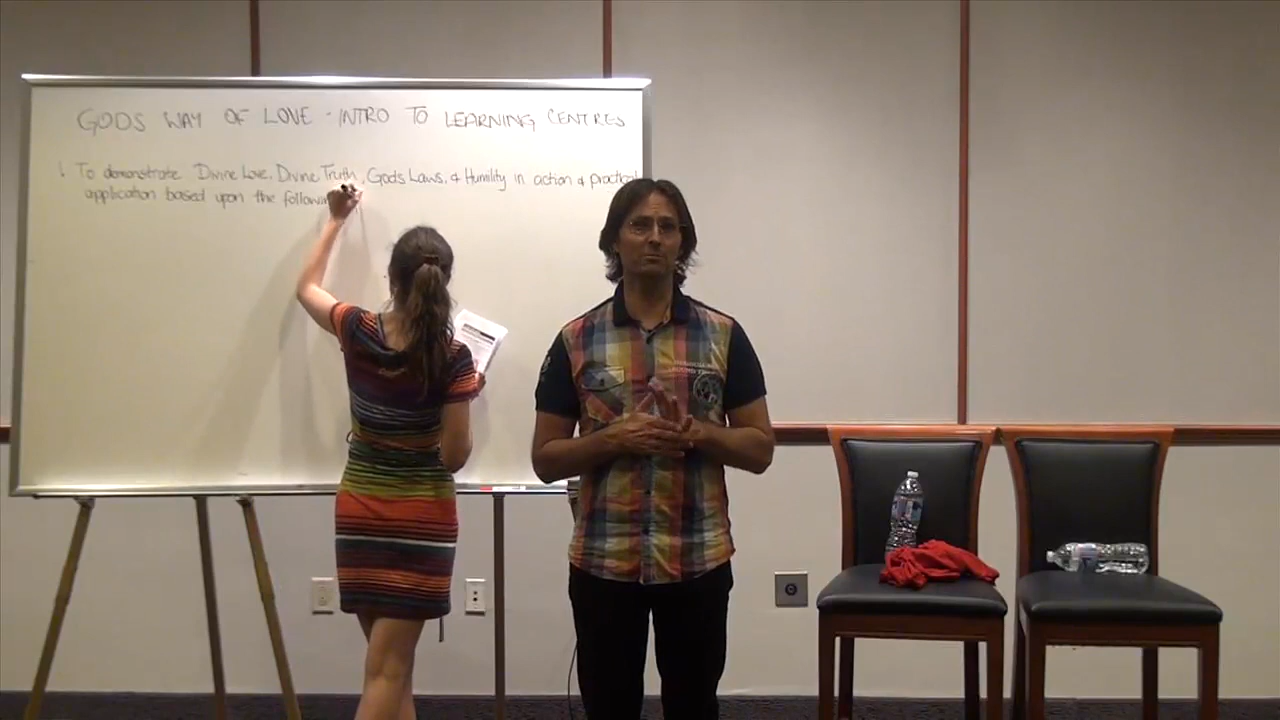 GODS WAY OF LOVE - INTRO TO LEARNING CENTRES
1. To demonstrate Divine Love, Divine Truth, Gods Laws, & Humility in action & practical
application based upon the